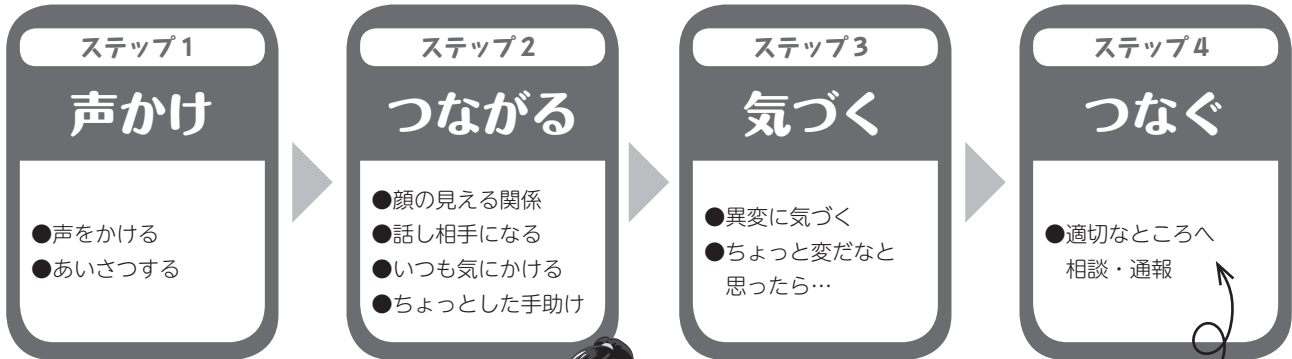 ステップ1
声かけ
●声をかける
●あいさつする
ステップ2
つながる
●顔の見える関係
●話し相手になる
●いつも気にかける
●ちょっとした手助け
ステップ3
気づく
●異変に気づく
●ちょっと変だなと
思ったら…
ステップ4
つなぐ
●適切なところへ
相談・通報